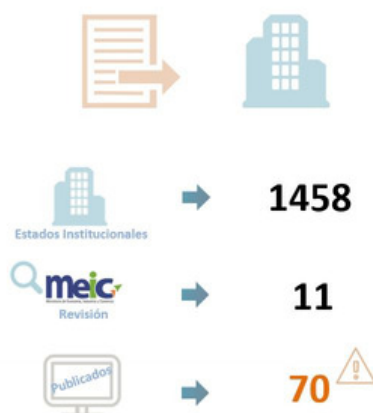 1458
Estados Institucionales
meic
Revisión
11
Publicados
70
!